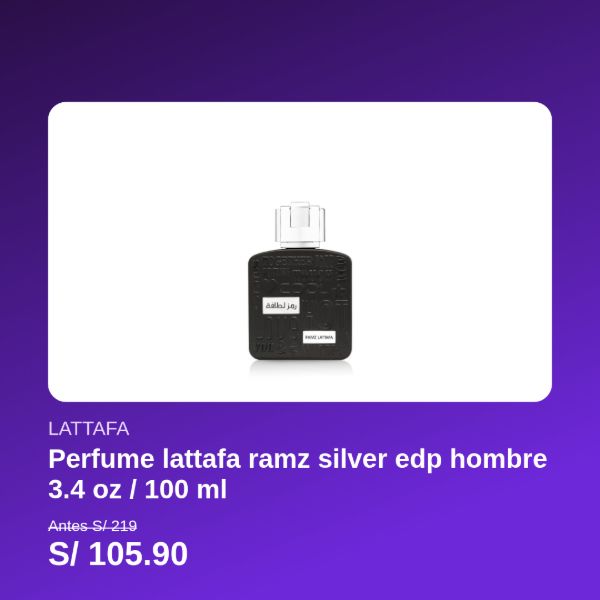 رمز لطافة
RAMZ LATTAFA
LATTAFA
Perfume lattafa ramz silver edp hombre
3.4 oz / 100 ml
Antes S/ 219
S/ 105.90